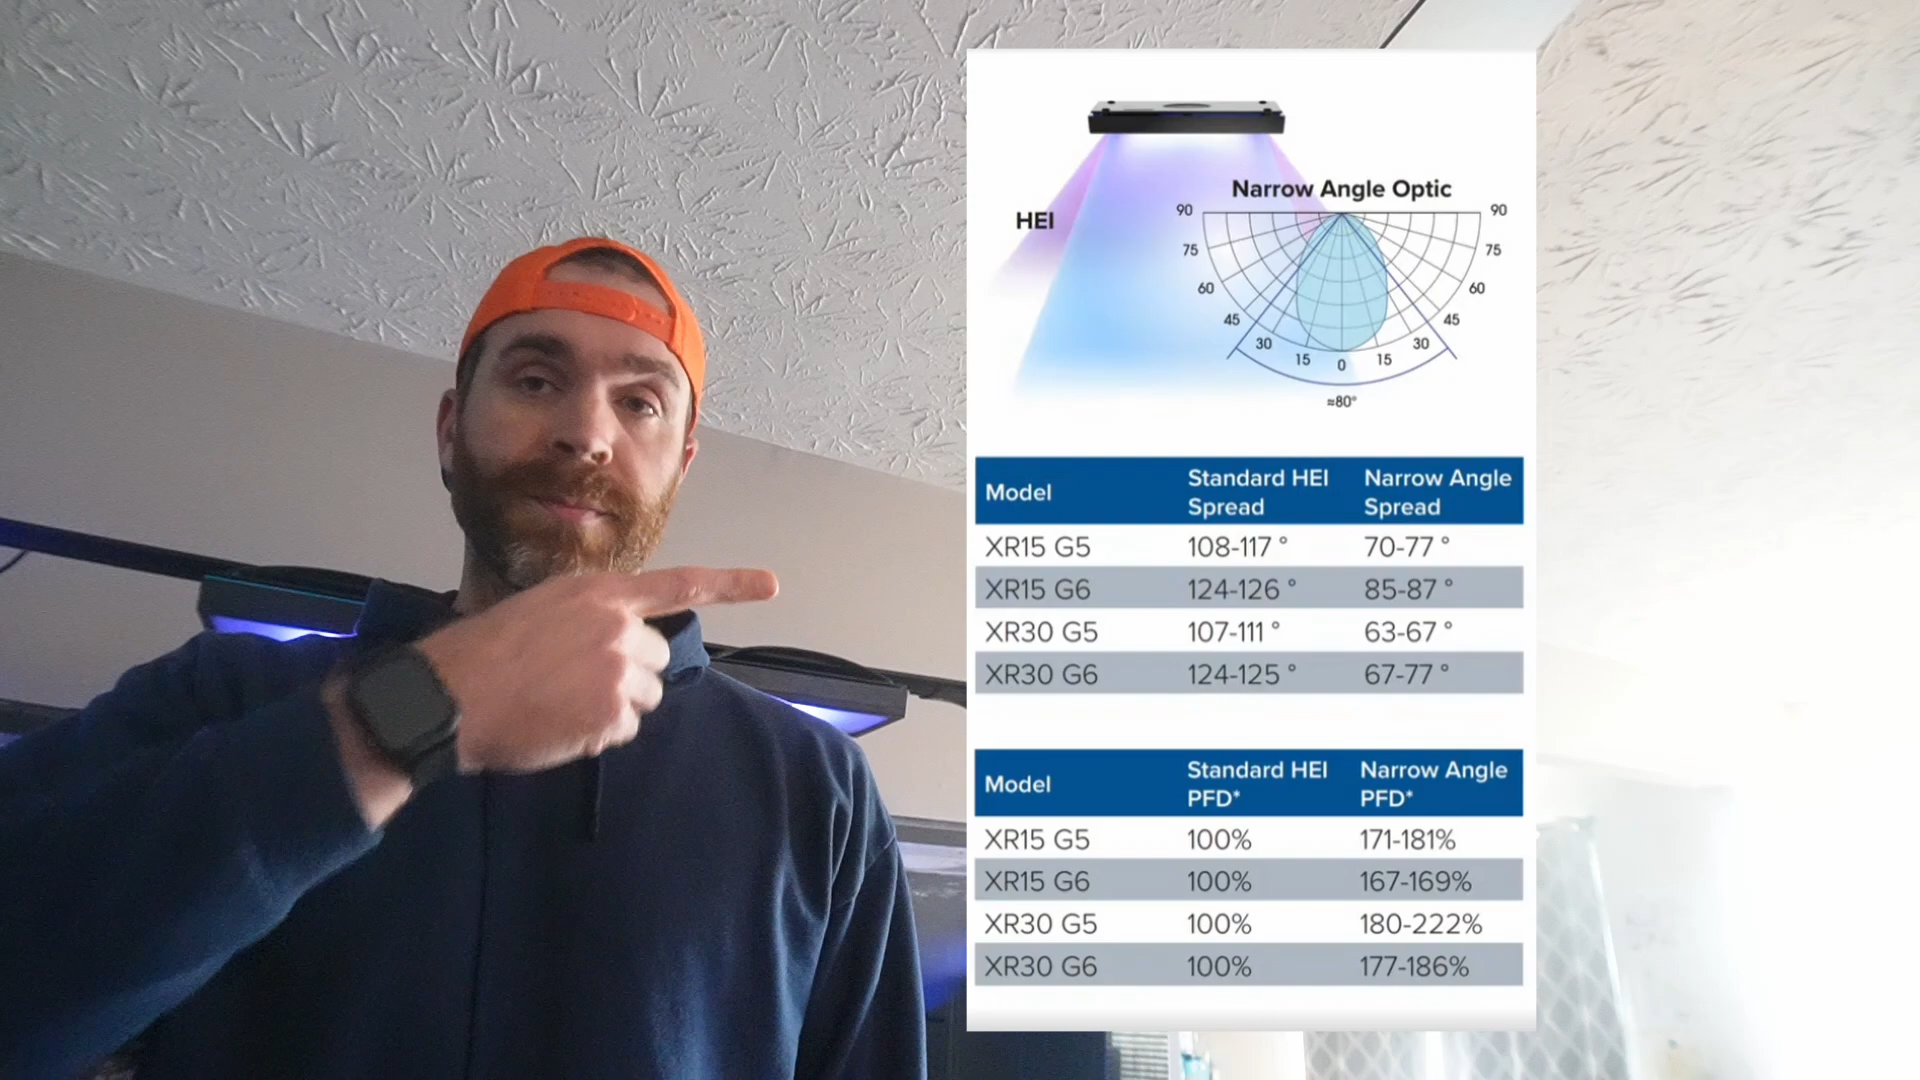 Narrow Angle Optic
HEI
90 90
75 75
60 60
45 45
30 30
15 15
0
≈80°
Model Standard HEI Spread Narrow Angle Spread
XR15 G5 108-117 ° 70-77 °
XR15 G6 124-126 ° 85-87 °
XR30 G5 107-111 ° 63-67 °
XR30 G6 124-125 ° 67-77 °
Model Standard HEI PFD* Narrow Angle PFD*
XR15 G5 100% 171-181%
XR15 G6 100% 167-169%
XR30 G5 100% 180-222%
XR30 G6 100% 177-186%